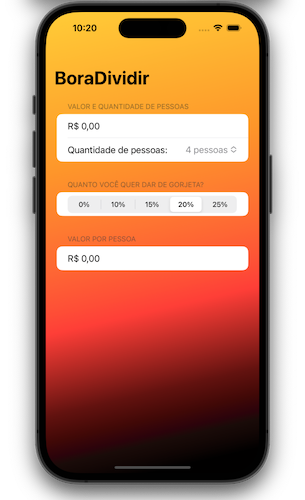 10:20
BoraDividir
VALOR E QUANTIDADE DE PESSOAS
R$ 0,00
Quantidade de pessoas: 4 pessoas
QUANTO VOCÊ QUER DAR DE GORJETA?
0% 10% 15% 20% 25%
VALOR POR PESSOA
R$ 0,00